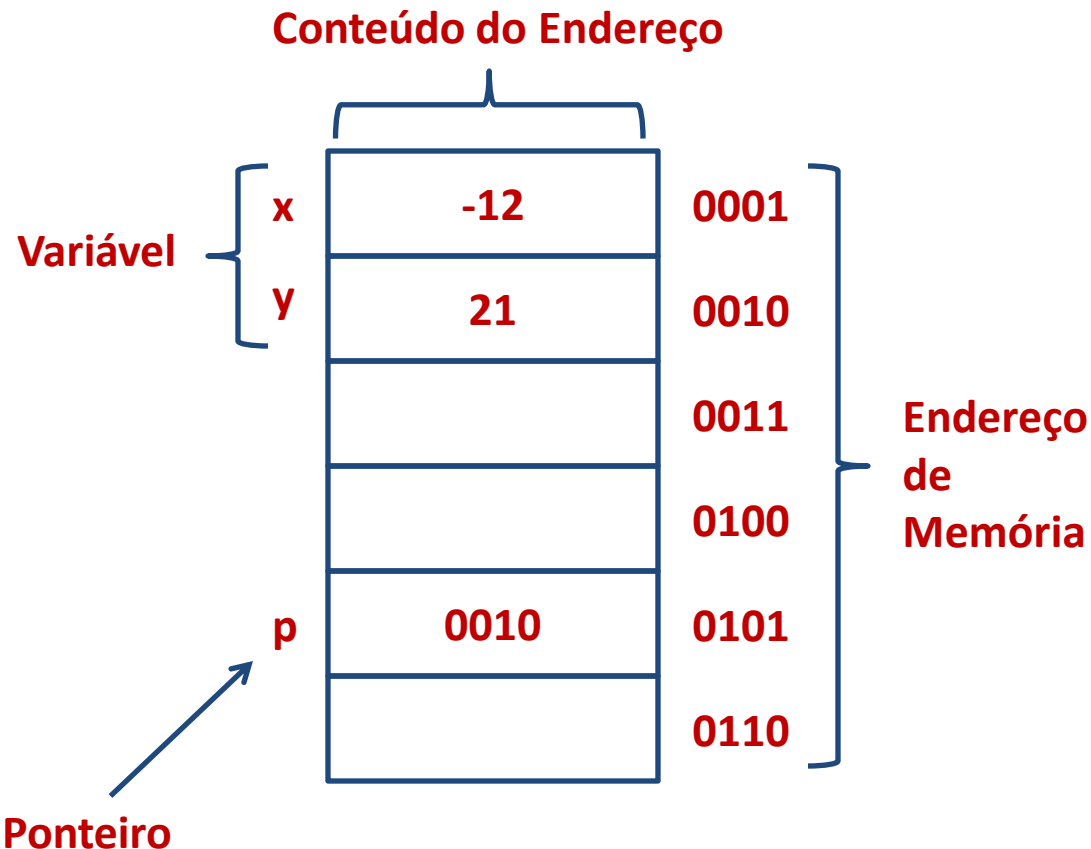 Conteúdo do Endereço
x -12 0001
Variável
y 21 0010
0011
Endereço
de
0100
Memória
p 0010 0101
0110
Ponteiro